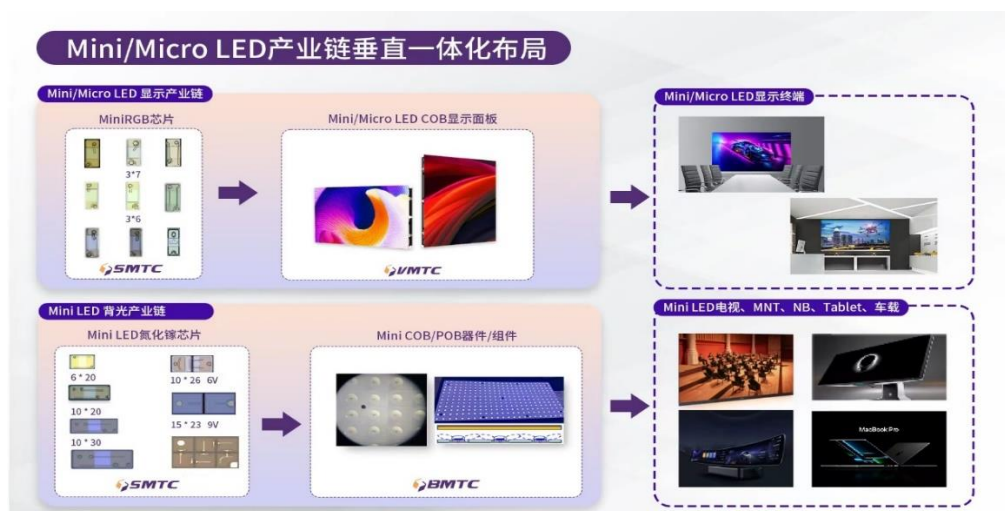 Mini/Micro LED产业链垂直一体化布局
Mini/Micro LED 显示产业链
MiniRGB芯片
3*7
3*6
SMTC
Mini/Micro LED COB显示面板
VMTC
Mini/Micro LED显示终端
Mini LED 背光产业链
Mini LED氮化镓芯片
6 * 20
10 * 26 6V
10 * 20
15 * 23 9V
10 * 30
SMTC
Mini COB/POB器件/组件
BMTC
Mini LED电视、MNT、NB、Tablet、车载
MacBook Pro